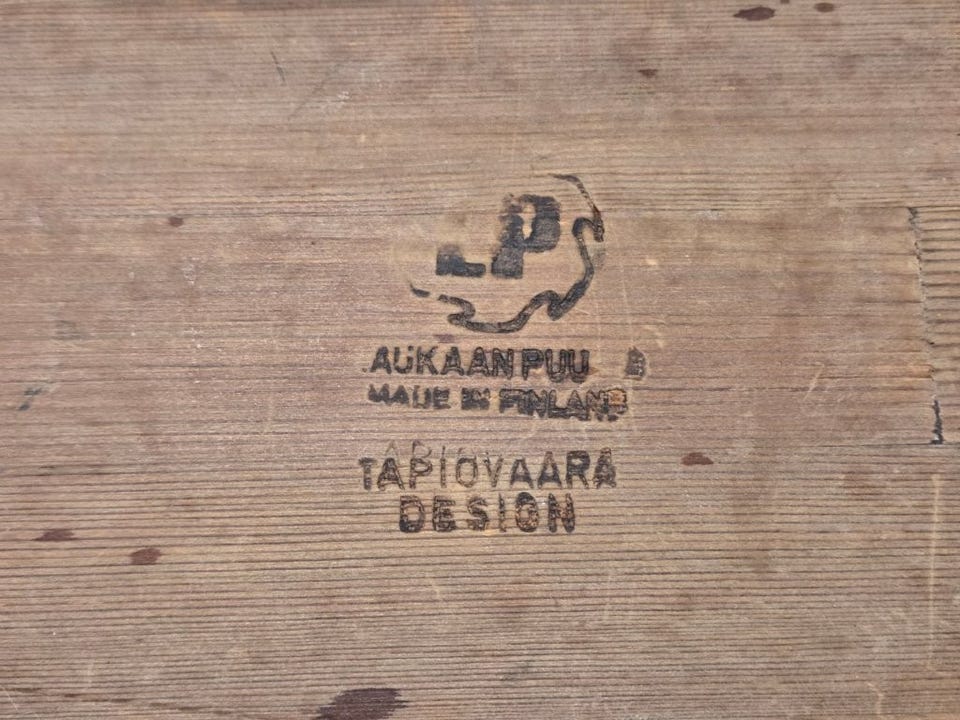 LP
AUKAAN PUU
MADE IN FINLAND
TAPIOVAARA
DESIGN